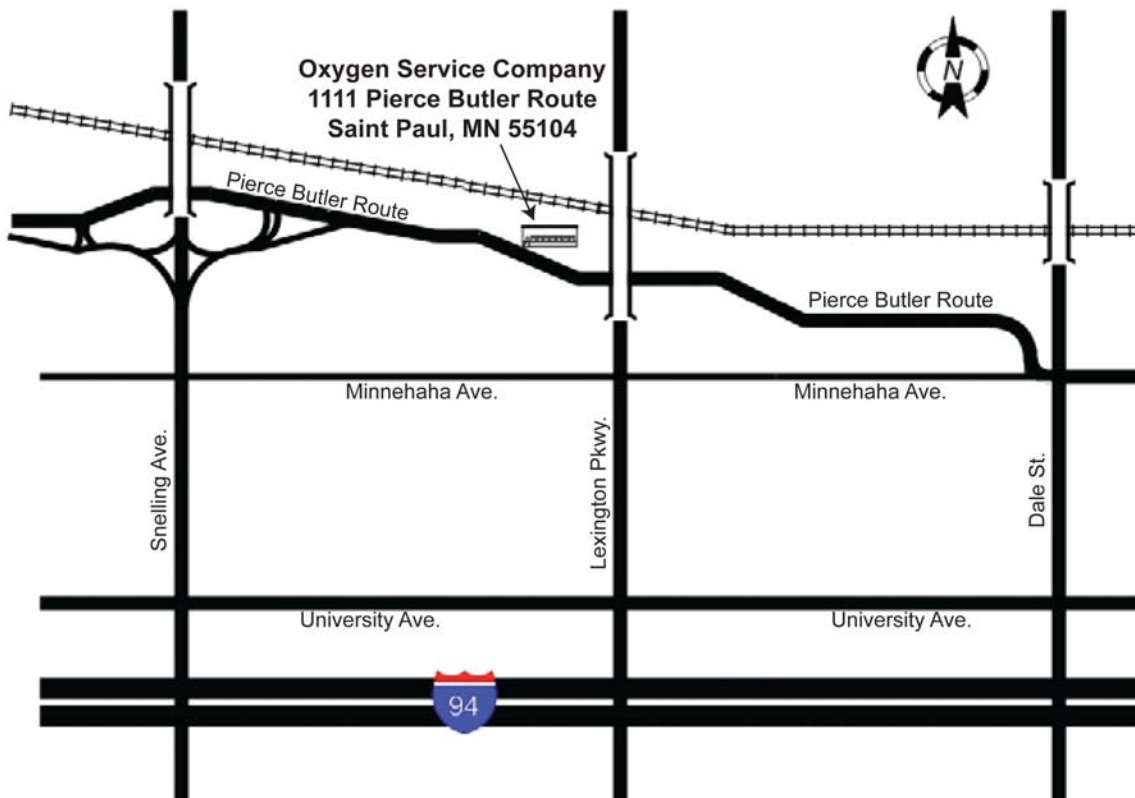 Oxygen Service Company
1111 Pierce Butler Route
Saint Paul, MN 55104
N
Pierce Butler Route
Pierce Butler Route
Minnehaha Ave.
Minnehaha Ave.
Snelling Ave.
Lexington Pkwy.
Dale St.
University Ave.
University Ave.
94